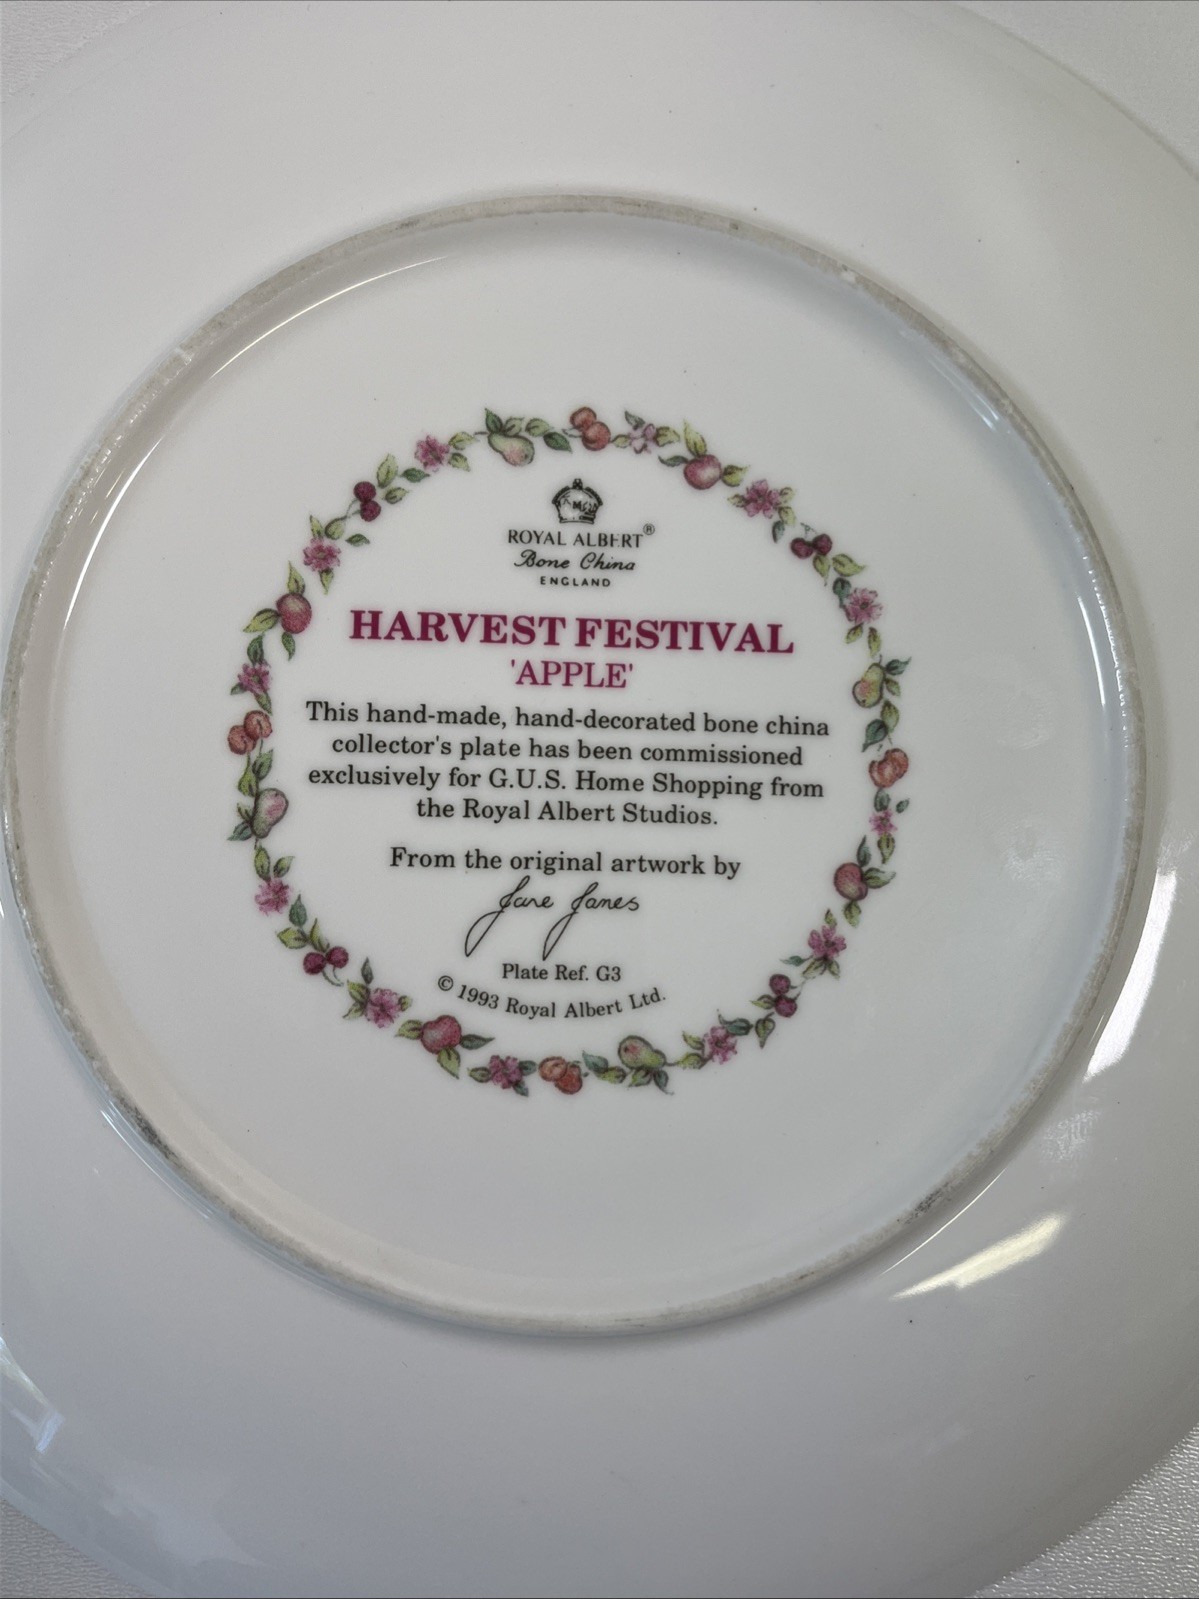 ROYAL ALBERT®
Bone China
ENGLAND
HARVEST FESTIVAL
'APPLE'
This hand-made, hand-decorated bone china
collector's plate has been commissioned
exclusively for G.U.S. Home Shopping from
the Royal Albert Studios.
From the original artwork by
Jane Janes
Plate Ref. G3
© 1993 Royal Albert Ltd.